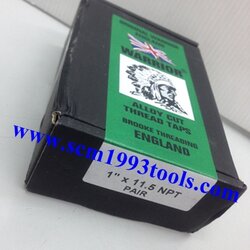 WARRIOR
ALLOY CUT
THREAD TAPS
BROOKE THREADING
ENGLAND
www.scm1993tools.com
1" x 11.5 NPT
PAIR